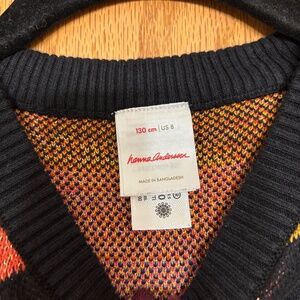 130 cm | US 8
hanna andersson
MADE IN BANGLADESH